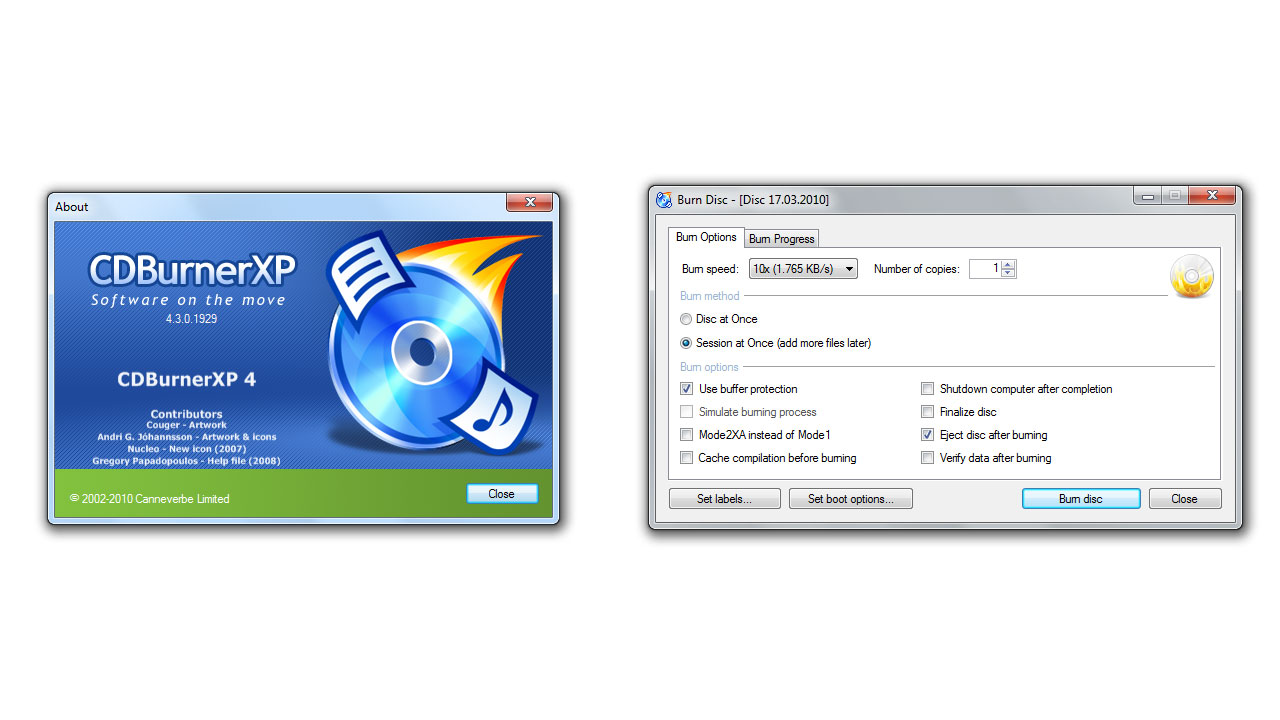 About
CDBurnerXP
Software on the move
4.3.0.1929
CDBurnerXP 4
Contributors
Couger - Artwork
Andri G. Jóhannsson - Artwork & icons
Nucleo - New icon (2007)
Gregory Papadopoulos - Help file (2008)
© 2002-2010 Canneverbe Limited
Close
Burn Disc - [Disc 17.03.2010]
Burn Options Burn Progress
Burn speed: 10x (1.765 KB/s) Number of copies: 1
Burn method
Disc at Once
Session at Once (add more files later)
Burn options
Use buffer protection Shutdown computer after completion
Simulate burning process Finalize disc
Mode2XA instead of Mode1 Eject disc after burning
Cache compilation before burning Verify data after burning
Set labels... Set boot options... Burn disc Close